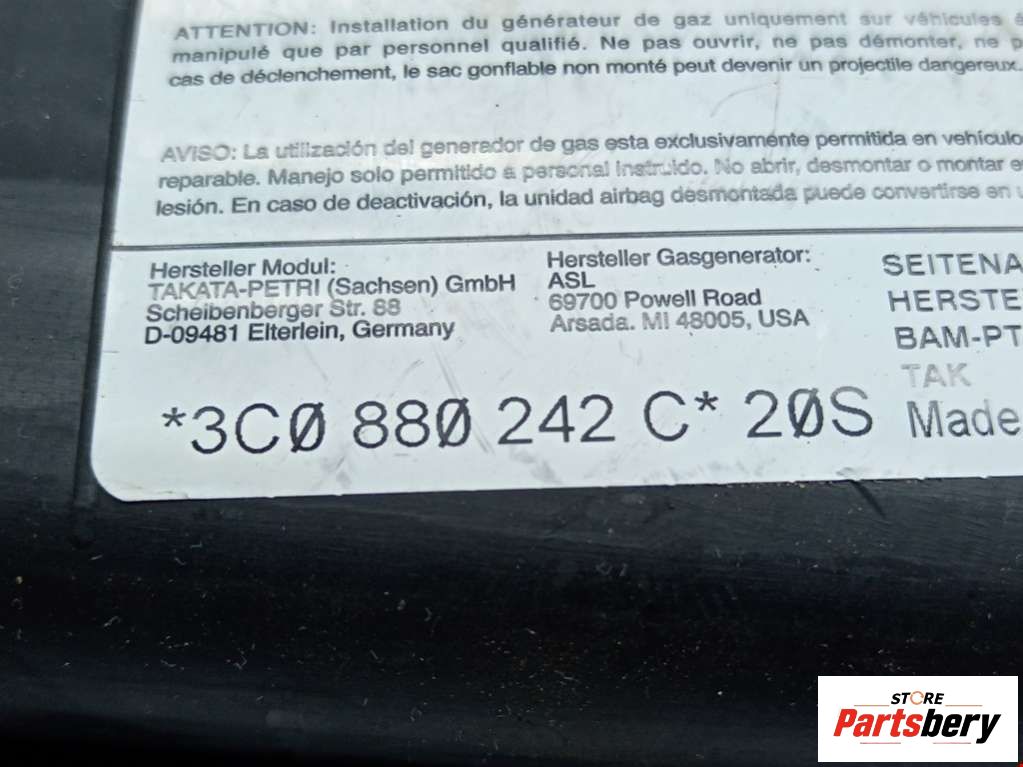 ATTENTION: Installation du générateur de gaz uniquement sur véhicules
manipulé que par personnel qualifié. Ne pas ouvrir, ne pas démonter, ne
cas de déclenchement, le sac gonflable non monté peut devenir un projectile dangereux.
AVISO: La utilización del generador de gas esta exclusivamente permitida en vehículo
reparable. Manejo solo permitido a personal instruido. No abrir, desmontar o montar
lesión. En caso de deactivación, la unidad airbag desmontada puede convertirse en
Hersteller Modul:
TAKATA-PETRI (Sachsen) GmbH
Scheibenberger Str. 88
D-09481 Elterlein, Germany
Hersteller Gasgenerator:
ASL
69700 Powell Road
Arsada. MI 48005, USA
SEITENA
HERSTE
BAM-PT
TAK
Made
*3CØ 88Ø 242 C* 2ØS
STORE
Partsbery